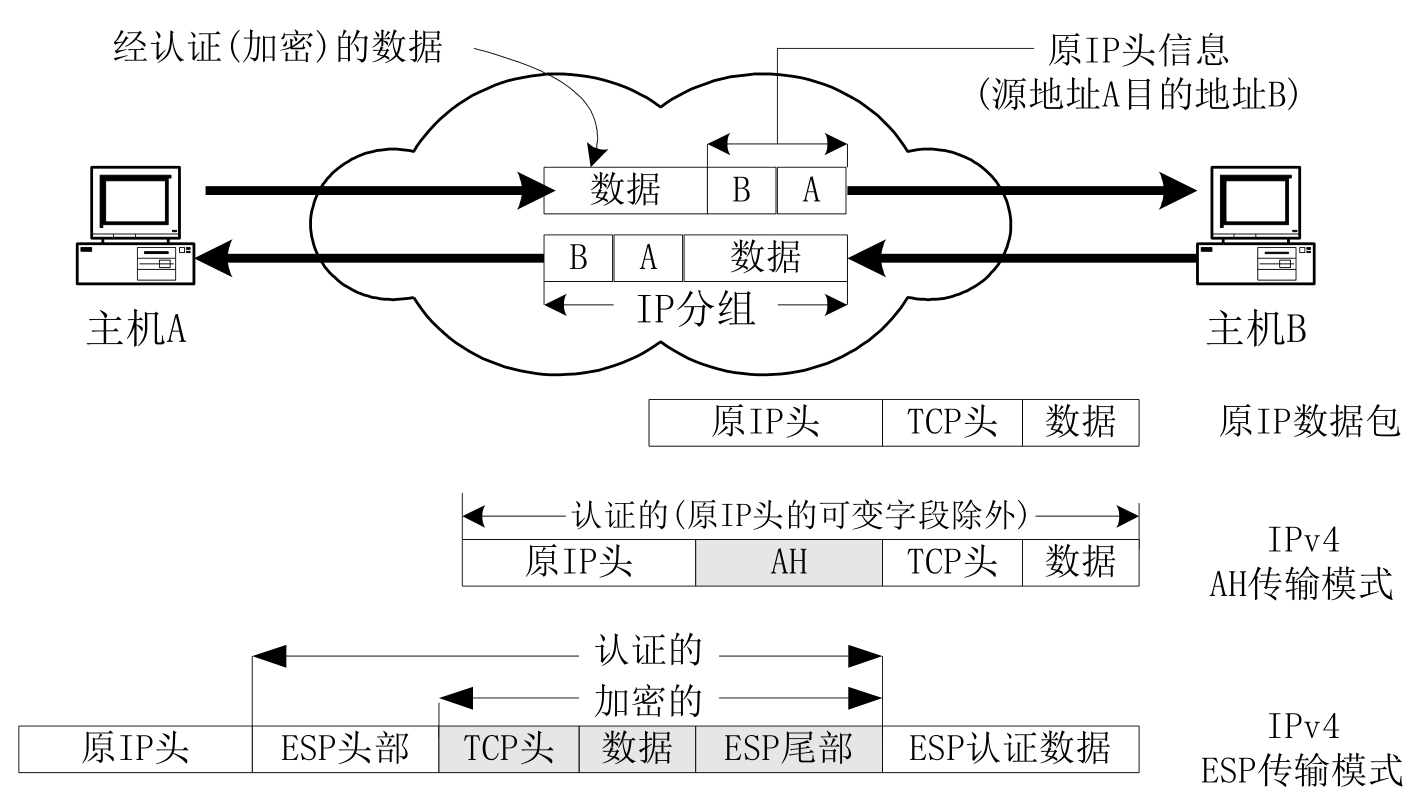 经认证(加密)的数据
原IP头信息
(源地址A目的地址B)
数据 B A
B A 数据
IP分组
主机A
主机B
原IP头 TCP头 数据 原IP数据包
认证的(原IP头的可变字段除外)
原IP头 AH TCP头 数据
IPv4
AH传输模式
认证的
加密的
原IP头 ESP头部 TCP头 数据 ESP尾部 ESP认证数据
IPv4
ESP传输模式